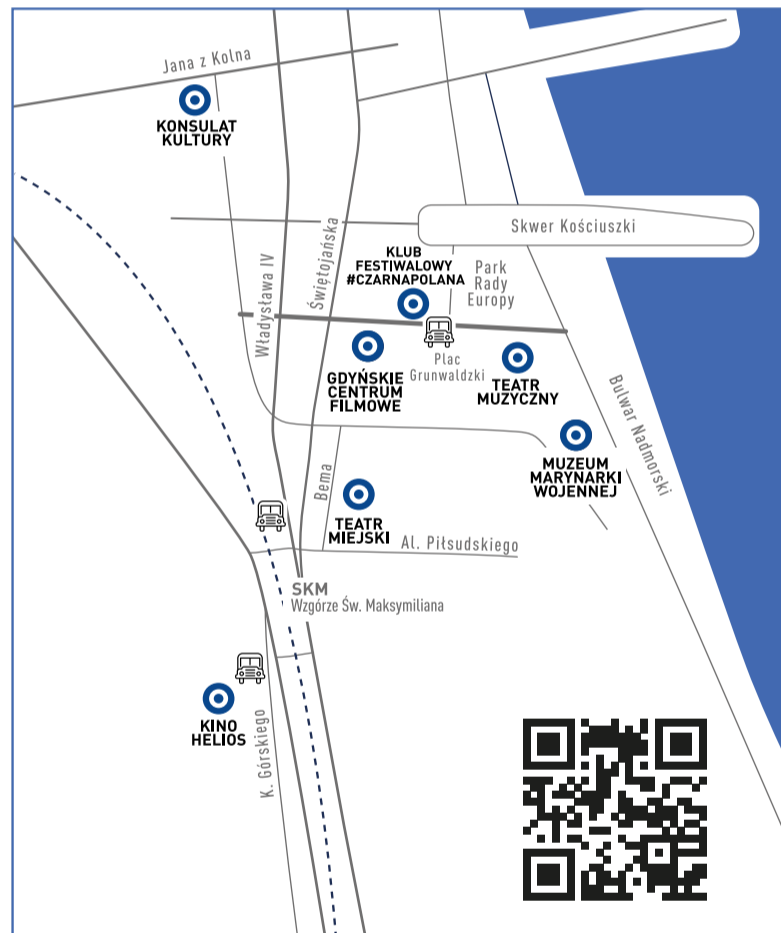 Jana z Kolna
KONSULAT
KULTURY
Skwer Kościuszki
Władysława IV
Świętojańska
KLUB
FESTIWALOWY
#CZARNAPOLANA
Park
Rady
Europy
Plac
Grunwaldzki
GDYŃSKIE
CENTRUM
FILMOWE
TEATR
MUZYCZNY
Bulwar Nadmorski
MUZEUM
MARYNARKI
WOJENNEJ
Bema
TEATR
MIEJSKI
Al. Piłsudskiego
SKM
Wzgórze Św. Maksymiliana
KINO
HELIOS
K. Górskiego